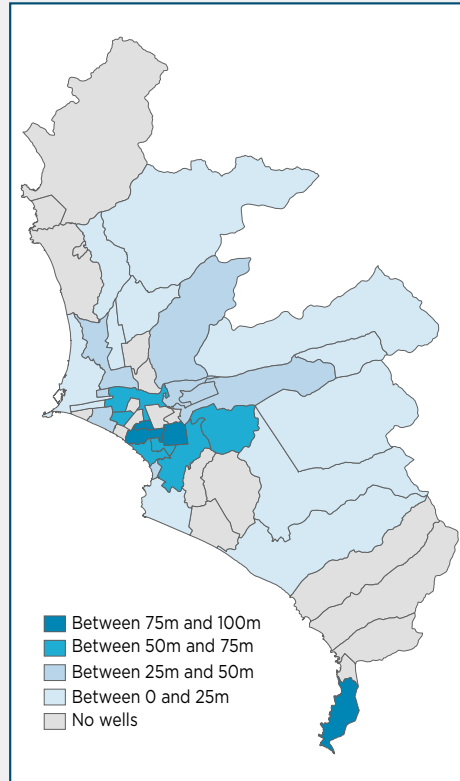 Between 75m and 100m
Between 50m and 75m
Between 25m and 50m
Between 0 and 25m
No wells